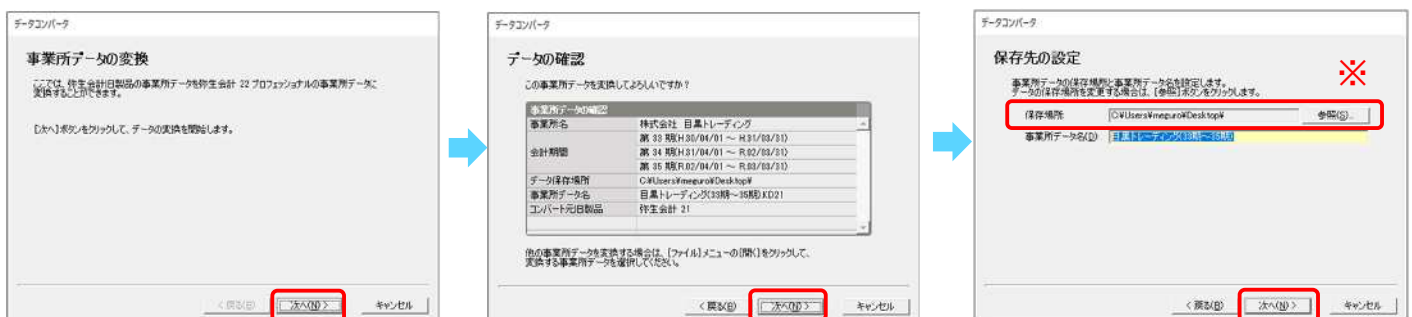 データコンバータ
事業所データの変換
ここでは、弥生会計旧製品の事業所データを弥生会計 22 プロフェッショナルの事業所データに
変換することができます。
[次へ]ボタンをクリックして、データの変換を開始します。
< 戻る(B)
次へ(N) >
キャンセル
データコンバータ
データの確認
この事業所データを変換してよろしいですか?
事業所データの確認
事業所名 株式会社 目黒トレーディング
会計期間 第 33 期(H.30/04/01 ～ H.31/03/31)
第 34 期(H.31/04/01 ～ R.02/03/31)
第 35 期(R.02/04/01 ～ R.03/03/31)
データ保存場所 C:¥Users¥meguro¥Desktop¥
事業所データ名 目黒トレーディング(33期～35期).KD21
コンバート元旧製品 弥生会計 21
他の事業所データを変換する場合は、[ファイル]メニューの[開く]をクリックして、
変換する事業所データを選択してください。
< 戻る(B)
次へ(N) >
キャンセル
データコンバータ
保存先の設定
※
事業所データの保存場所と事業所データ名を設定します。
データの保存場所を変更する場合は、[参照]ボタンをクリックします。
保存場所 C:¥Users¥meguro¥Desktop¥ 参照(S)...
事業所データ名(D) 目黒トレーディング(33期～35期)
< 戻る(B)
次へ(N) >
キャンセル